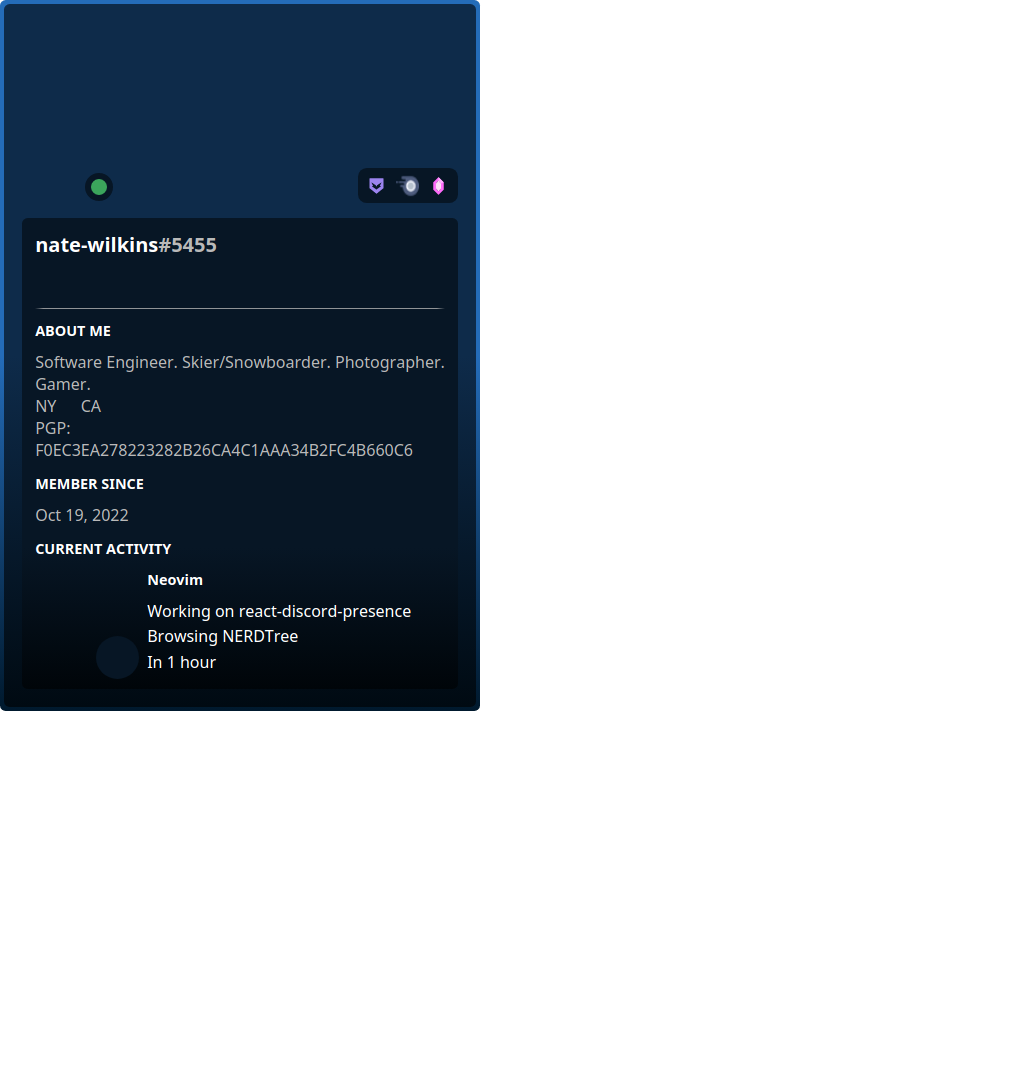 nate-wilkins#5455
ABOUT ME
Software Engineer. Skier/Snowboarder. Photographer.
Gamer.
NY CA
PGP:
F0EC3EA278223282B26CA4C1AAA34B2FC4B660C6
MEMBER SINCE
Oct 19, 2022
CURRENT ACTIVITY
Neovim
Working on react-discord-presence
Browsing NERDTree
In 1 hour